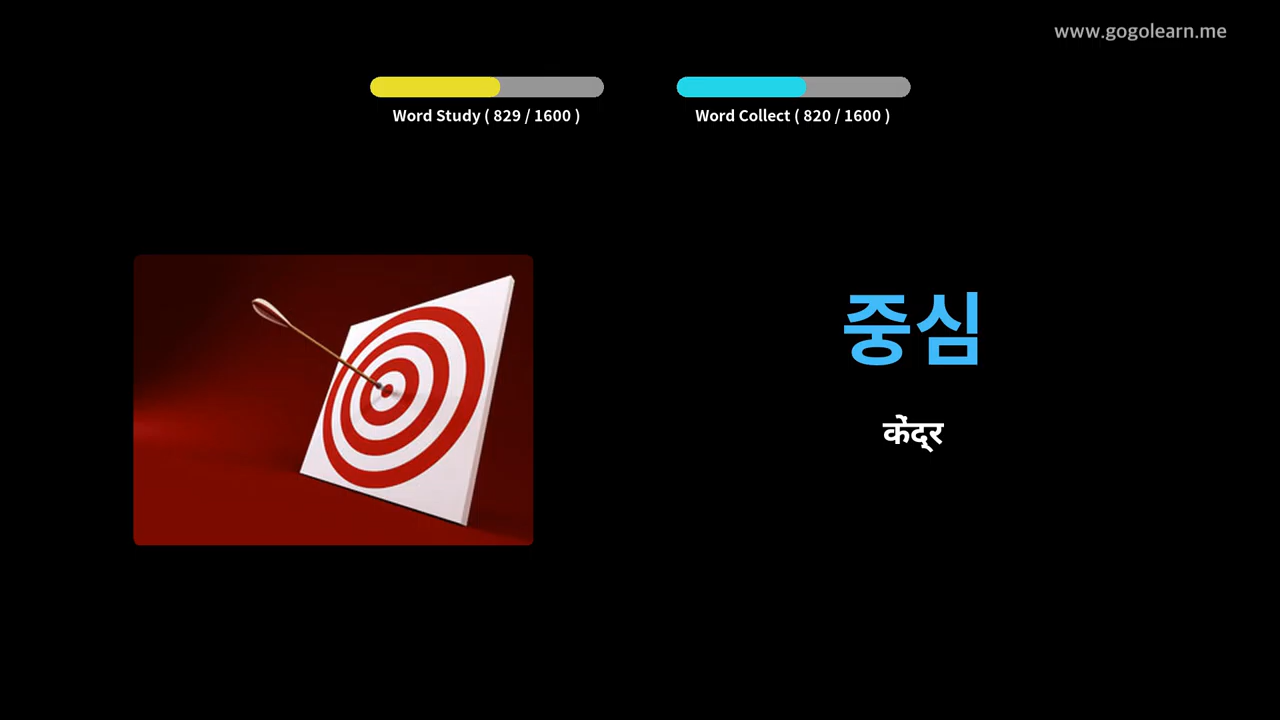 www.gogolearn.me
Word Study ( 829 / 1600 )
Word Collect ( 820 / 1600 )
중심
केंद्र